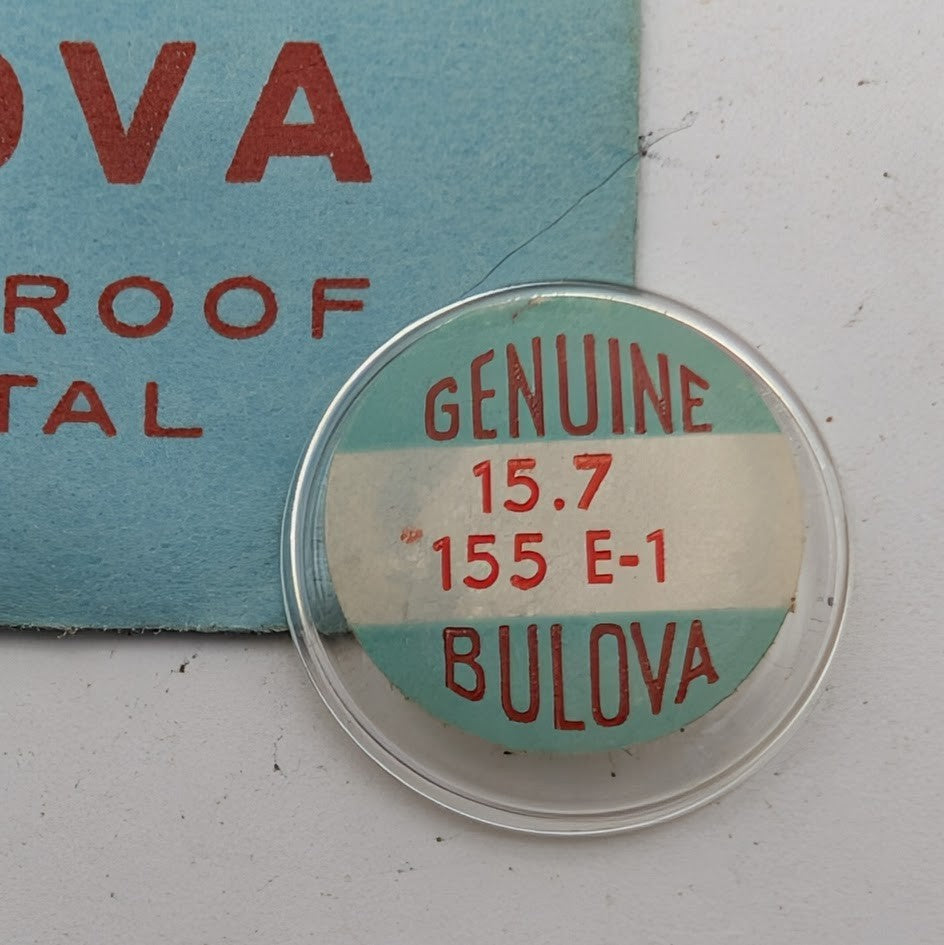 OVA
ROOF
TAL
GENUINE
15.7
155 E-1
BULOVA